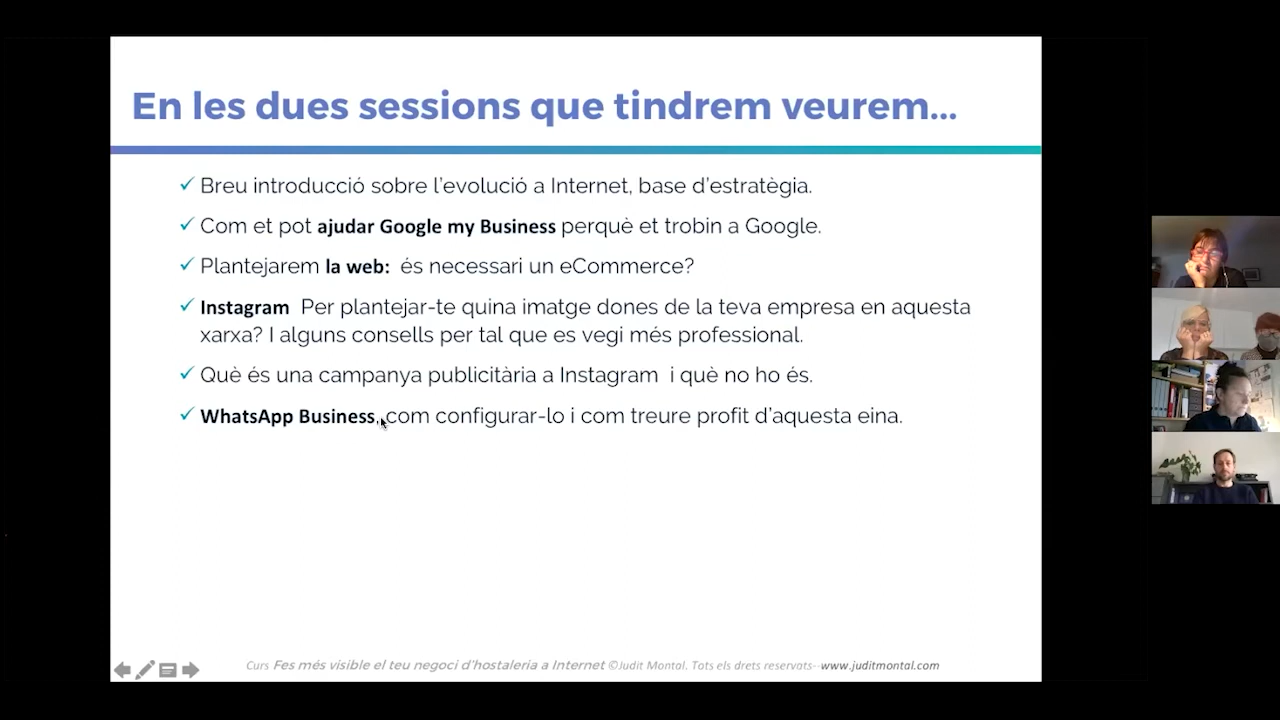 En les dues sessions que tindrem veurem...
✓ Breu introducció sobre l'evolució a Internet, base d'estratègia.
✓ Com et pot ajudar Google my Business perquè et trobin a Google.
✓ Plantejarem la web: és necessari un eCommerce?
✓ Instagram Per plantejar-te quina imatge dones de la teva empresa en aquesta
xarxa? I alguns consells per tal que es vegi més professional.
✓ Què és una campanya publicitària a Instagram i què no ho és.
✓ WhatsApp Business, com configurar-lo i com treure profit d'aquesta eina.
Curs Fes més visible el teu negoci d'hostaleria a Internet ©Judit Montal. Tots els drets reservats--www.juditmontal.com